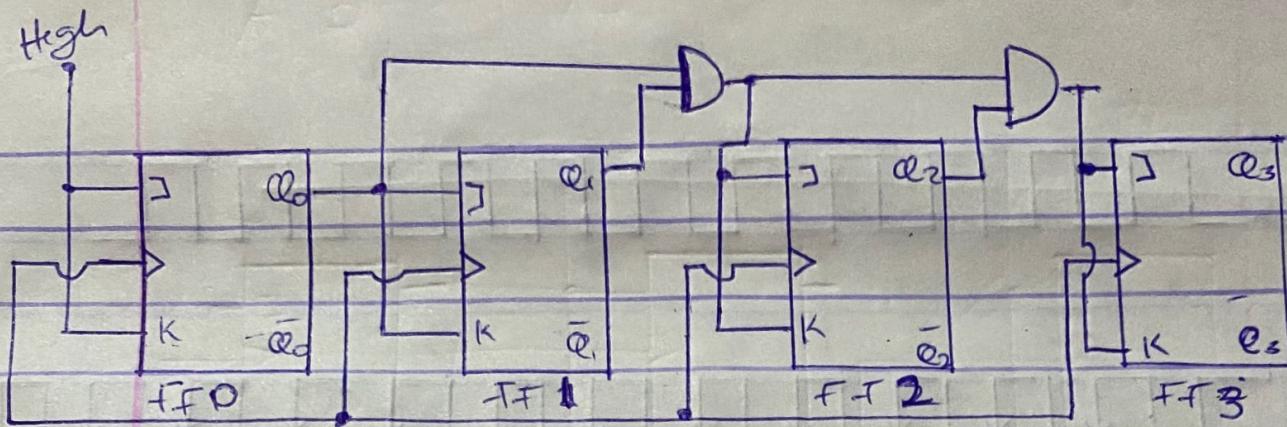 High
J Q₀ J Q₁ J Q₂ J Q₃
K Q̄₀ K Q̄₁ K Q̄₂ K Q̄₃
FF0 FF1 FF2 FF3